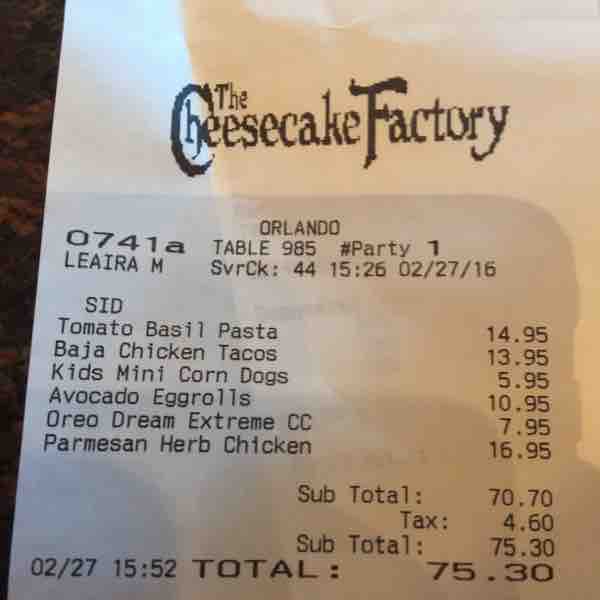 The
Cheesecake Factory
ORLANDO
0741a TABLE 985 #Party 1
LEAIRA M SvrCk: 44 15:26 02/27/16
SID
Tomato Basil Pasta 14.95
Baja Chicken Tacos 13.95
Kids Mini Corn Dogs 5.95
Avocado Eggrolls 10.95
Oreo Dream Extreme CC 7.95
Parmesan Herb Chicken 16.95
Sub Total: 70.70
Tax: 4.60
Sub Total: 75.30
02/27 15:52 TOTAL: 75.30